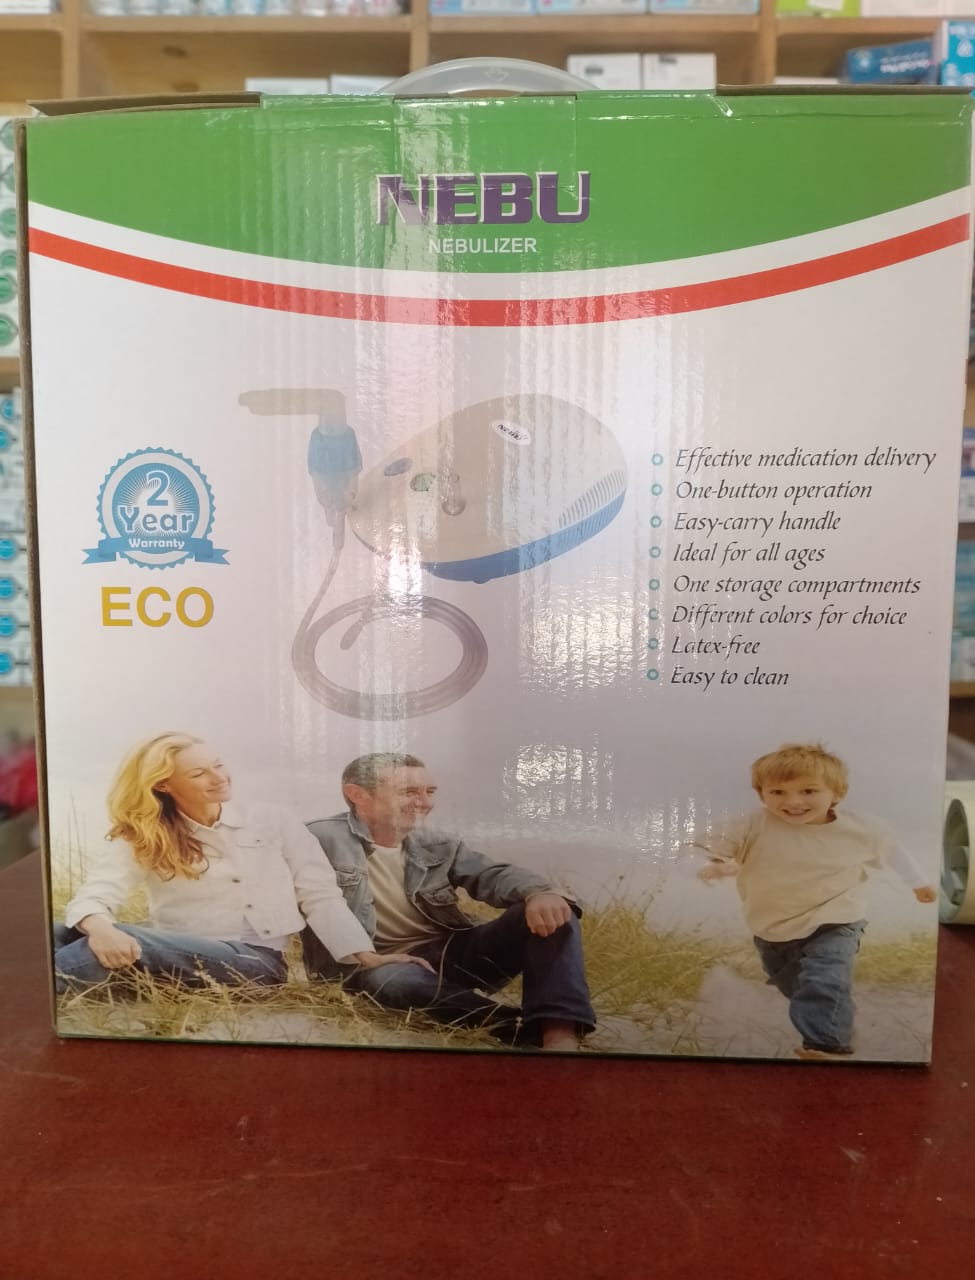 NEBU
NEBULIZER
2
Year
Warranty
ECO
Effective medication delivery
One-button operation
Easy-carry handle
Ideal for all ages
One storage compartments
Different colors for choice
Latex-free
Easy to clean